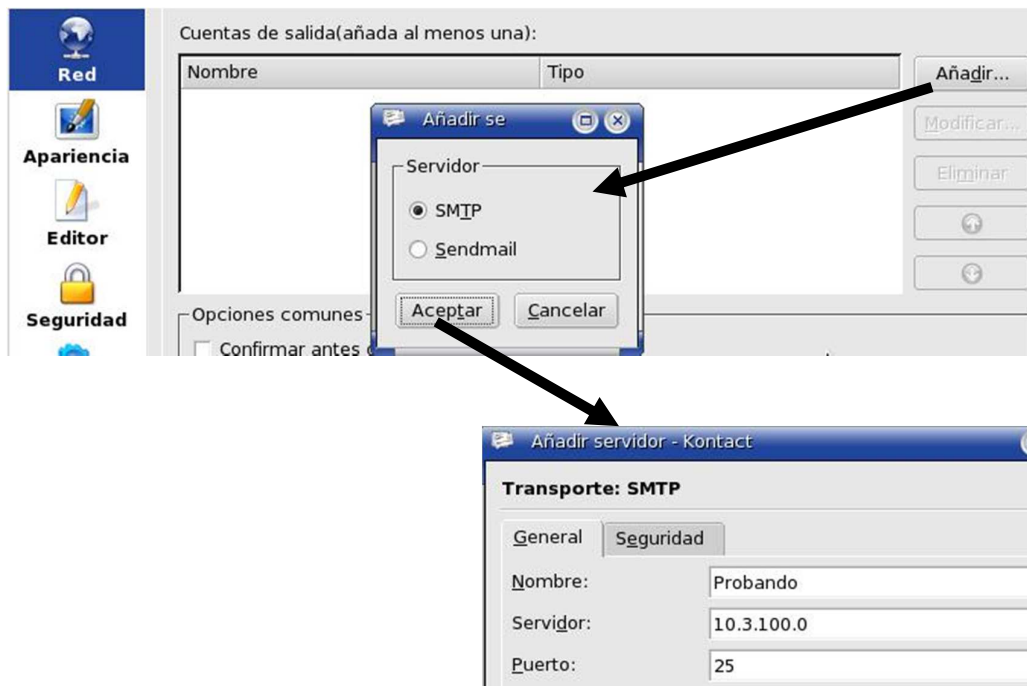 Red
Apariencia
Editor
Seguridad
Cuentas de salida(añada al menos una):
Nombre Tipo
Añadir...
Modificar...
Eliminar
Añadir se
Servidor
SMTP
Sendmail
Aceptar Cancelar
Opciones comunes
Confirmar antes
Añadir servidor - Kontact
Transporte: SMTP
General Seguridad
Nombre: Probando
Servidor: 10.3.100.0
Puerto: 25